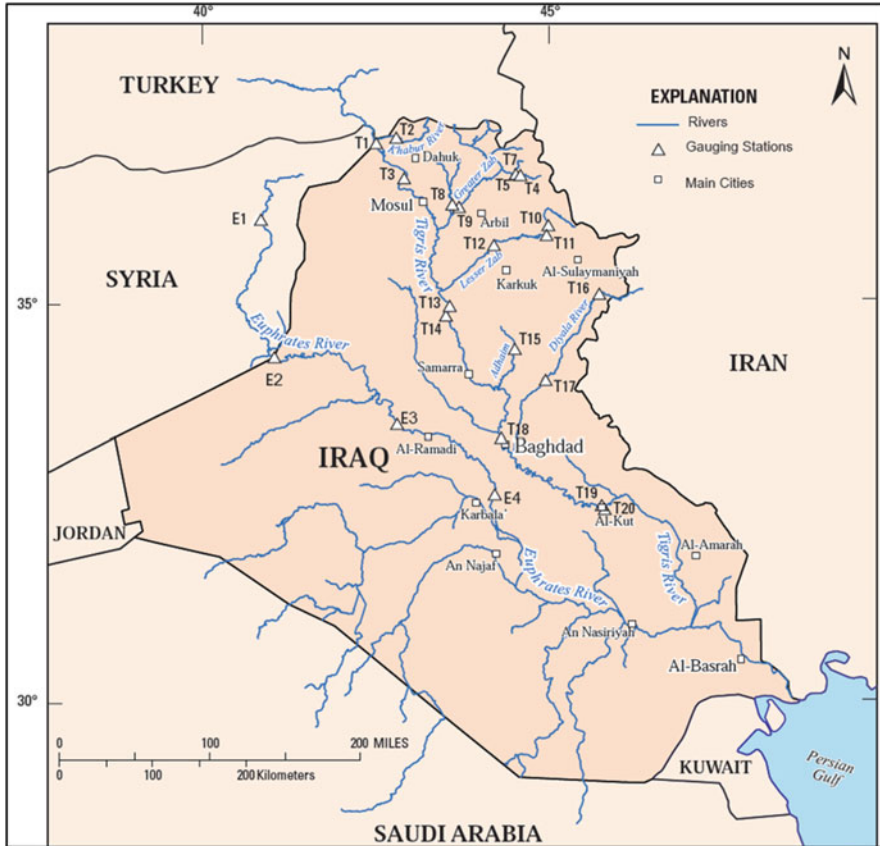 40°
45°
N
TURKEY
EXPLANATION
Rivers
Gauging Stations
Main Cities
T2
T1
A'habur River
Dahuk
T7
T3
Greater Zab
T5
T4
T8
Mosul
T9
Arbil
T10
E1
T12
T11
Tigris River
Lesser Zab
Karkuk
Al-Sulaymaniyah
SYRIA
T16
35°
35°
T13
T14
Diyala River
Euphrates River
T15
Adhaim
IRAN
Samarra
E2
T17
E3
T18
Baghdad
Al-Ramadi
IRAQ
E4
T19
T20
Karbala'
Al-Kut
JORDAN
Tigris River
Al-Amarah
An Najaf
Euphrates River
An Nasiriyah
Al-Basrah
30°
30°
0 100 200 MILES
0 100 200 Kilometers
KUWAIT
Persian
Gulf
SAUDI ARABIA